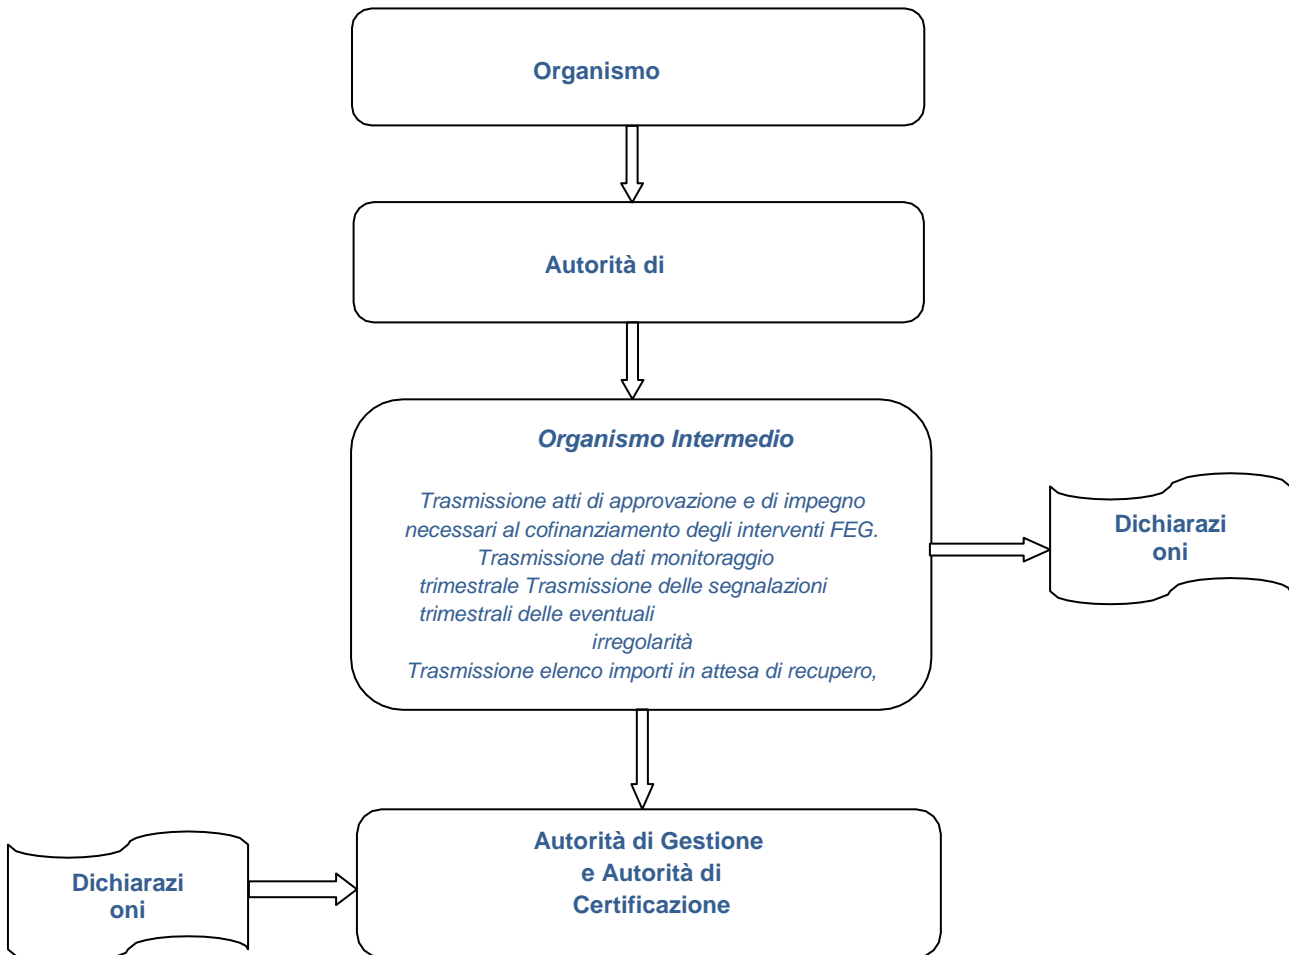 Organismo
Autorità di
Organismo Intermedio
Trasmissione atti di approvazione e di impegno
necessari al cofinanziamento degli interventi FEG.
Trasmissione dati monitoraggio
trimestrale Trasmissione delle segnalazioni
trimestrali delle eventuali
irregolarità
Trasmissione elenco importi in attesa di recupero,
Dichiarazi
oni
Autorità di Gestione
e Autorità di
Certificazione
Dichiarazi
oni